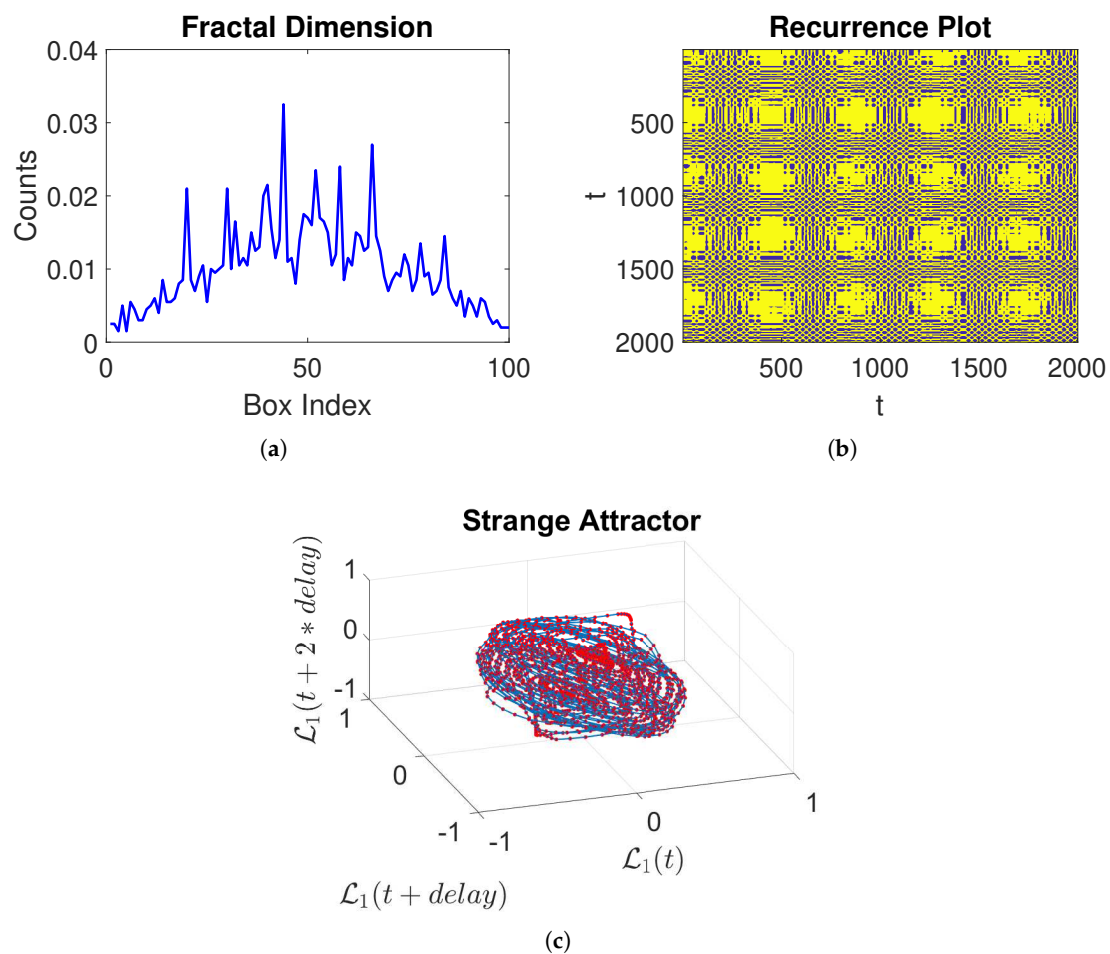 Fractal Dimension
0.04
0.03
0.02
0.01
0
0
50
100
Counts
Box Index
(a)
Recurrence Plot
500
1000
1500
2000
t
500
1000
1500
2000
t
(b)
Strange Attractor
1
0
-1
ℒ₁(t + 2 * delay)
1
0
-1
ℒ₁(t + delay)
-1
0
1
ℒ₁(t)
(c)